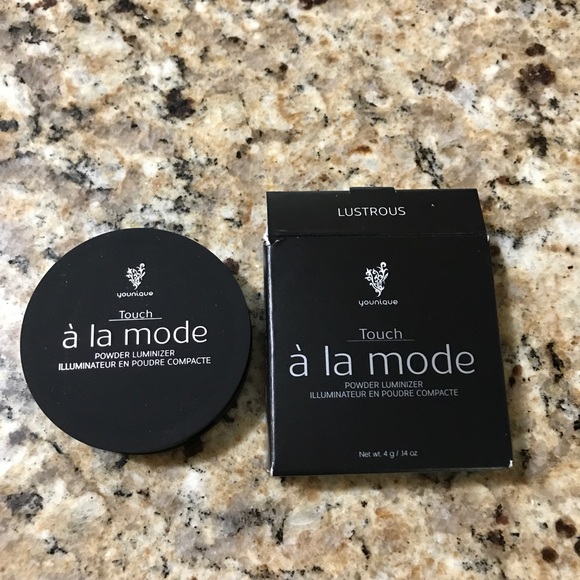 younique
Touch
à la mode
POWDER LUMINIZER
ILLUMINATEUR EN POUDRE COMPACTE
LUSTROUS
younique
Touch
à la mode
POWDER LUMINIZER
ILLUMINATEUR EN POUDRE COMPACTE
Net wt. 4 g / .14 oz